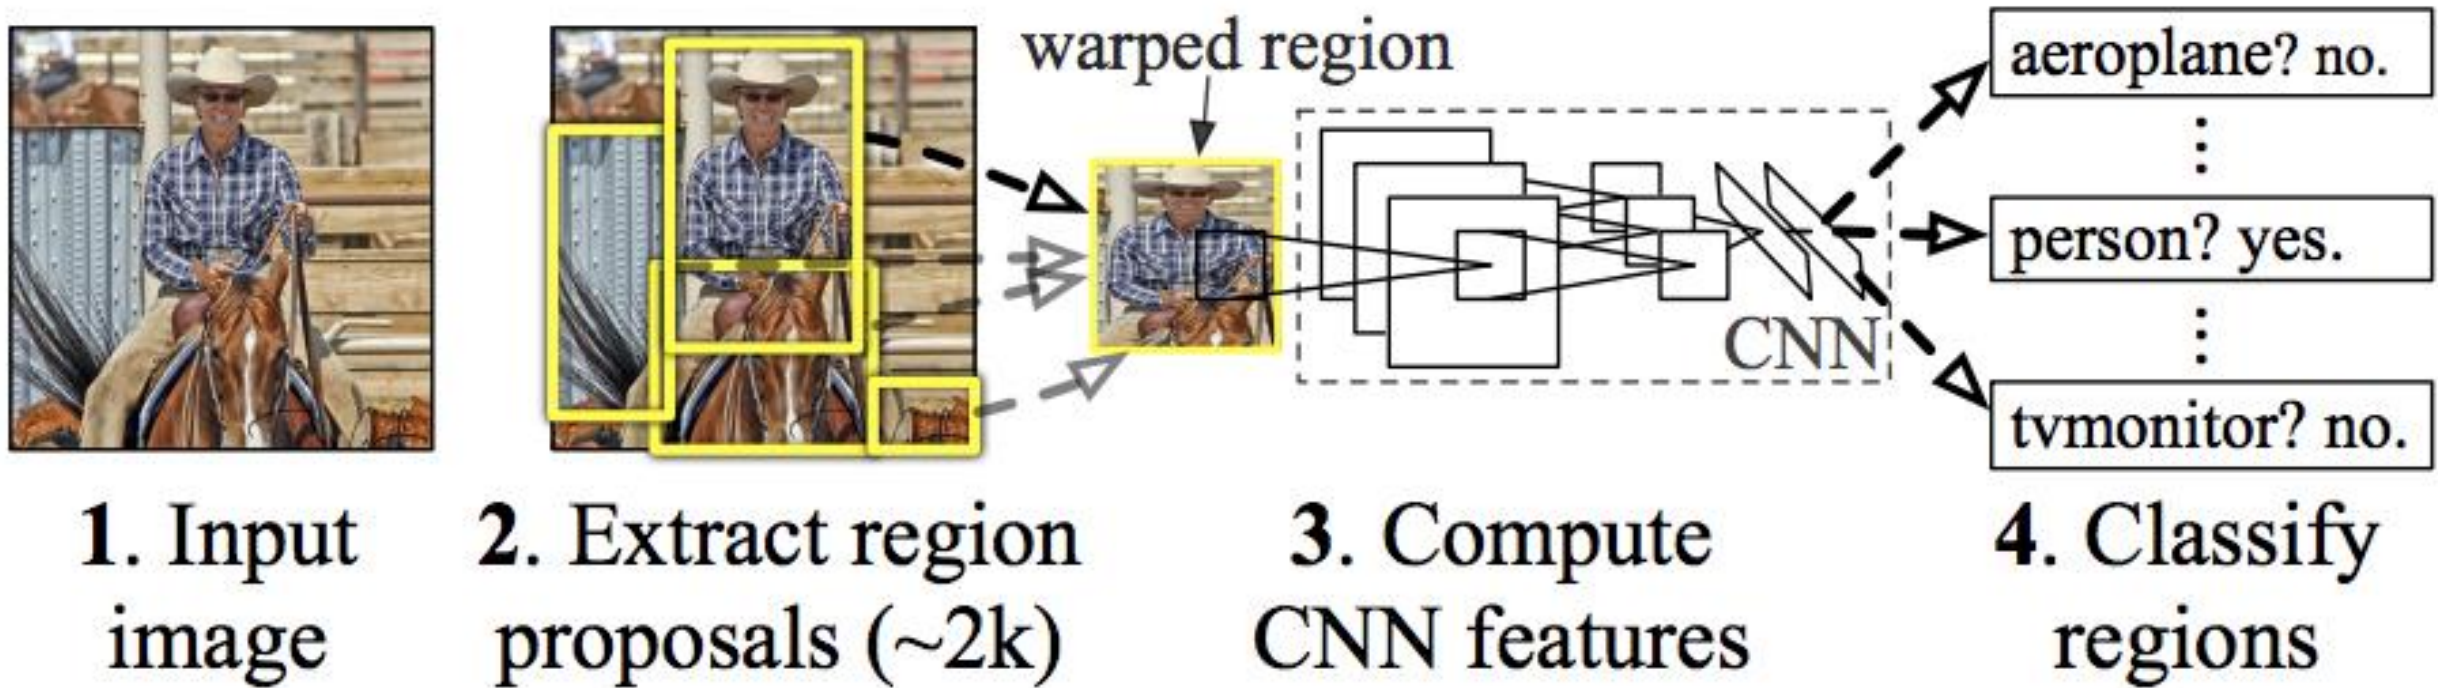 warped region
aeroplane? no.
person? yes.
CNN
tvmonitor? no.
1. Input
image
2. Extract region
proposals (~2k)
3. Compute
CNN features
4. Classify
regions